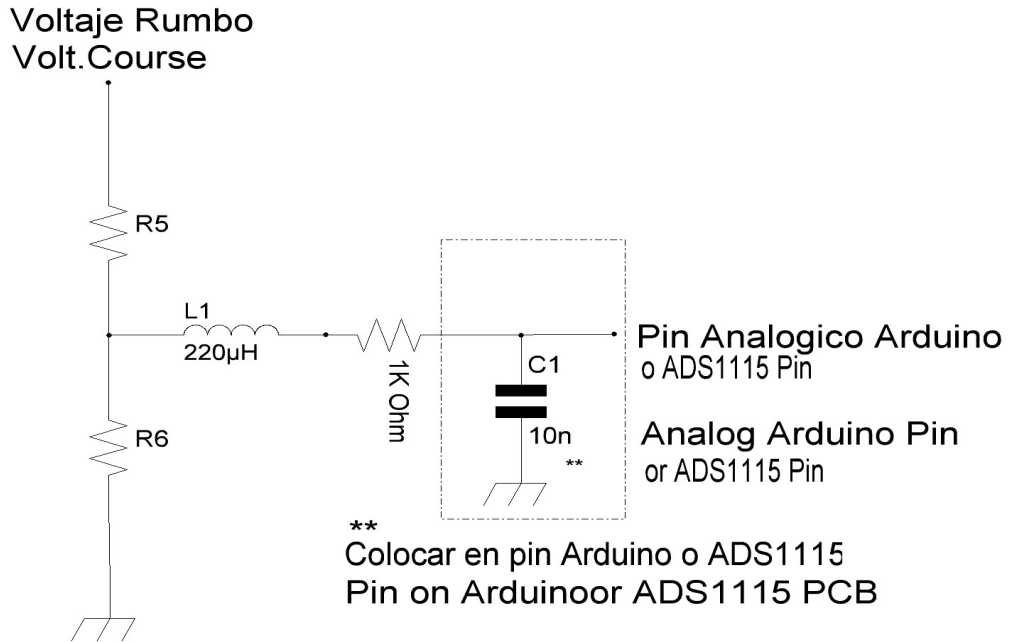 Voltaje Rumbo
Volt.Course
R5
L1
220µH
1K Ohm
C1
10n
**
Pin Analogico Arduino
o ADS1115 Pin
Analog Arduino Pin
or ADS1115 Pin
R6
**
Colocar en pin Arduino o ADS1115
Pin on Arduinoor ADS1115 PCB